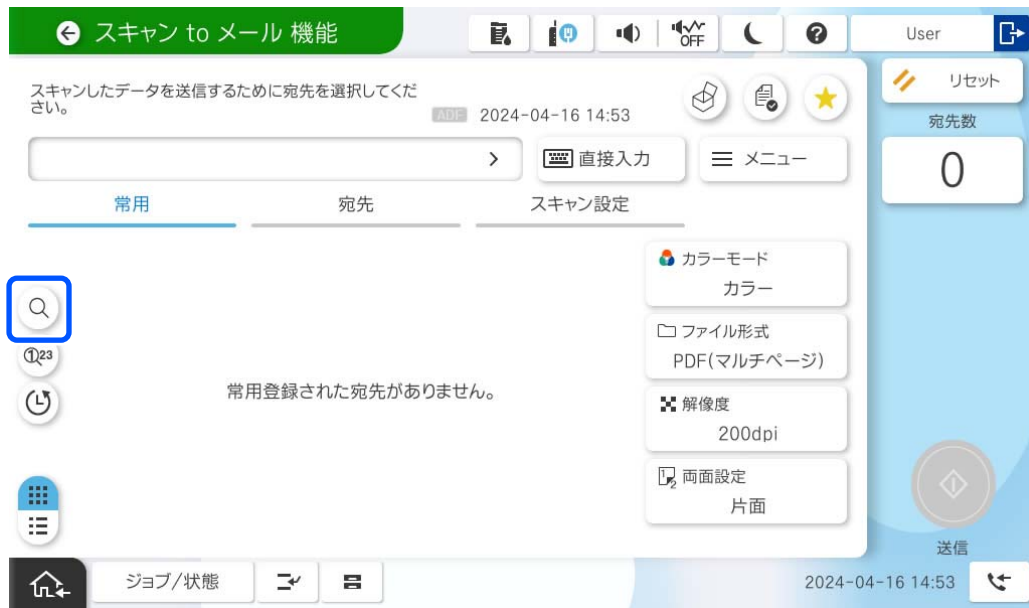 スキャン to メール 機能
OFF
User
スキャンしたデータを送信するために宛先を選択してくだ
さい。
ADF
2024-04-16 14:53
リセット
宛先数
0
直接入力
メニュー
常用
宛先
スキャン設定
カラーモード
カラー
ファイル形式
PDF(マルチページ)
123
常用登録された宛先がありません。
解像度
200dpi
1 2
両面設定
片面
送信
ジョブ/状態
2024-04-16 14:53